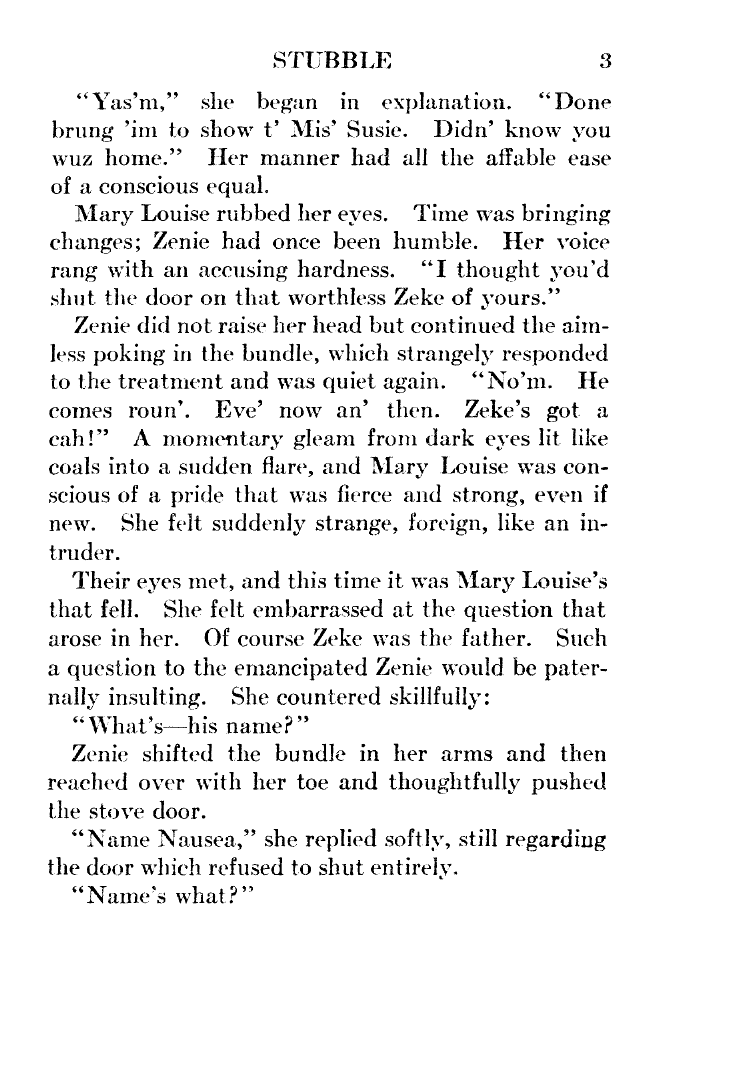 STUBBLE 3
“Yas’m,” she began in explanation. “Done
brung ’im to show t’ Mis’ Susie. Didn’ know you
wuz home.” Her manner had all the affable ease
of a conscious equal.
Mary Louise rubbed her eyes. Time was bringing
changes; Zenie had once been humble. Her voice
rang with an accusing hardness. “I thought you’d
shut the door on that worthless Zeke of yours.”
Zenie did not raise her head but continued the aim-
less poking in the bundle, which strangely responded
to the treatment and was quiet again. “No’m. He
comes roun’. Eve’ now an’ then. Zeke’s got a
cah!” A momentary gleam from dark eyes lit like
coals into a sudden flare, and Mary Louise was con-
scious of a pride that was fierce and strong, even if
new. She felt suddenly strange, foreign, like an in-
truder.
Their eyes met, and this time it was Mary Louise’s
that fell. She felt embarrassed at the question that
arose in her. Of course Zeke was the father. Such
a question to the emancipated Zenie would be pater-
nally insulting. She countered skillfully:
“What’s—his name?”
Zenie shifted the bundle in her arms and then
reached over with her toe and thoughtfully pushed
the stove door.
“Name Nausea,” she replied softly, still regarding
the door which refused to shut entirely.
“Name’s what?”